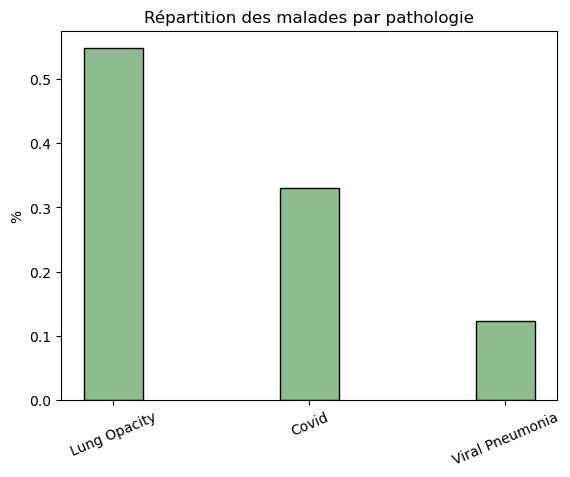 Répartition des malades par pathologie
%
0.5
0.4
0.3
0.2
0.1
0.0
Lung Opacity
Covid
Viral Pneumonia